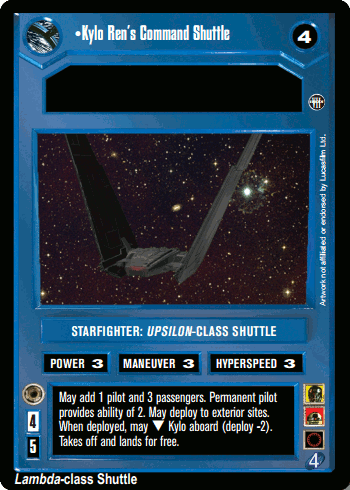 •Kylo Ren's Command Shuttle
4
Artwork not affiliated or endorsed by Lucasfilm Ltd.
STARFIGHTER: UPSILON-CLASS SHUTTLE
POWER 3 MANEUVER 3 HYPERSPEED 3
May add 1 pilot and 3 passengers. Permanent pilot
provides ability of 2. May deploy to exterior sites.
When deployed, may ▼ Kylo aboard (deploy -2).
Takes off and lands for free.
4
5
4
Lambda-class Shuttle